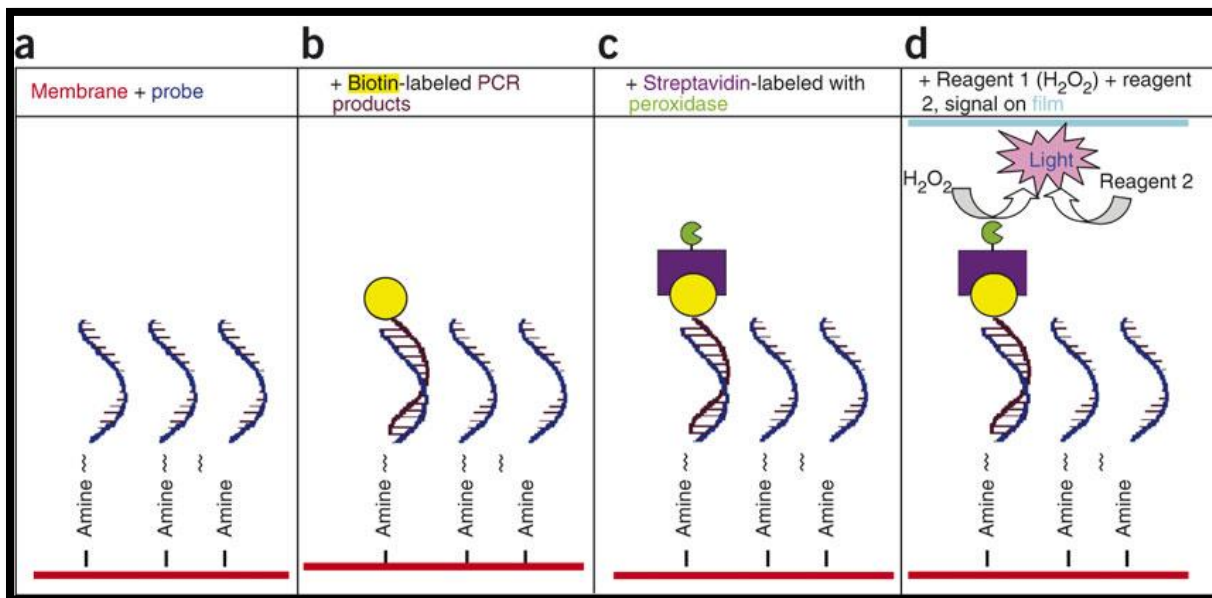 a
Membrane + probe
Amine
Amine
Amine
b
+ Biotin-labeled PCR
products
Amine
Amine
Amine
c
+ Streptavidin-labeled with
peroxidase
Amine
Amine
Amine
d
+ Reagent 1 (H₂O₂) + reagent
2, signal on film
Light
H₂O₂
Reagent 2
Amine
Amine
Amine